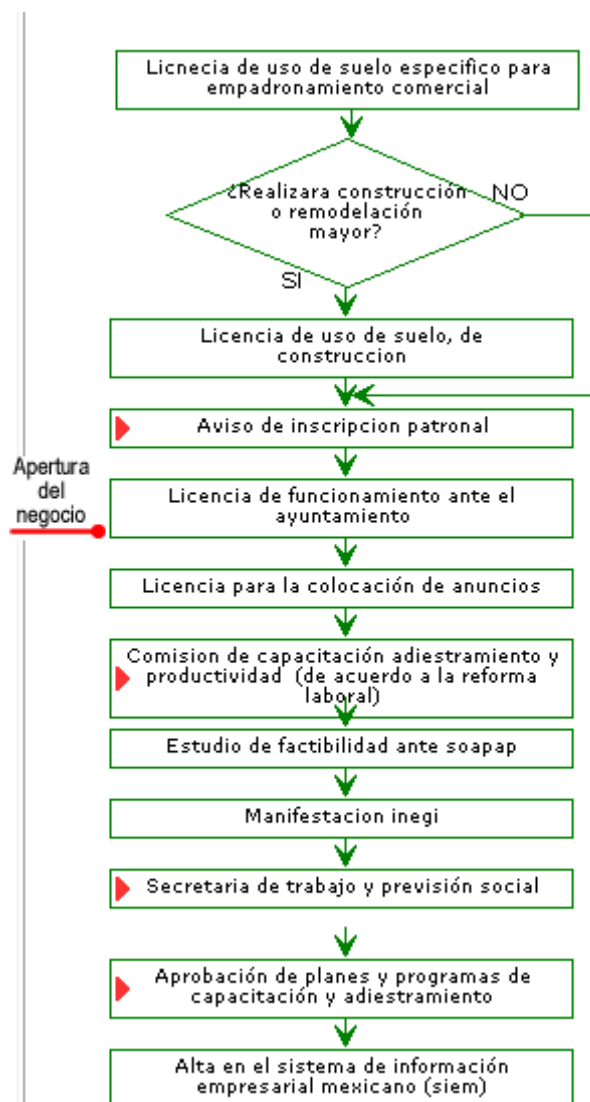 Licnecia de uso de suelo especifico para
empadronamiento comercial
¿Realizara construcción
o remodelación
mayor?
NO
SI
Licencia de uso de suelo, de
construccion
Aviso de inscripcion patronal
Apertura
del
negocio
Licencia de funcionamiento ante el
ayuntamiento
Licencia para la colocación de anuncios
Comision de capacitación adiestramiento y
productividad (de acuerdo a la reforma
laboral)
Estudio de factibilidad ante soapap
Manifestacion inegi
Secretaria de trabajo y previsión social
Aprobación de planes y programas de
capacitación y adiestramiento
Alta en el sistema de información
empresarial mexicano (siem)